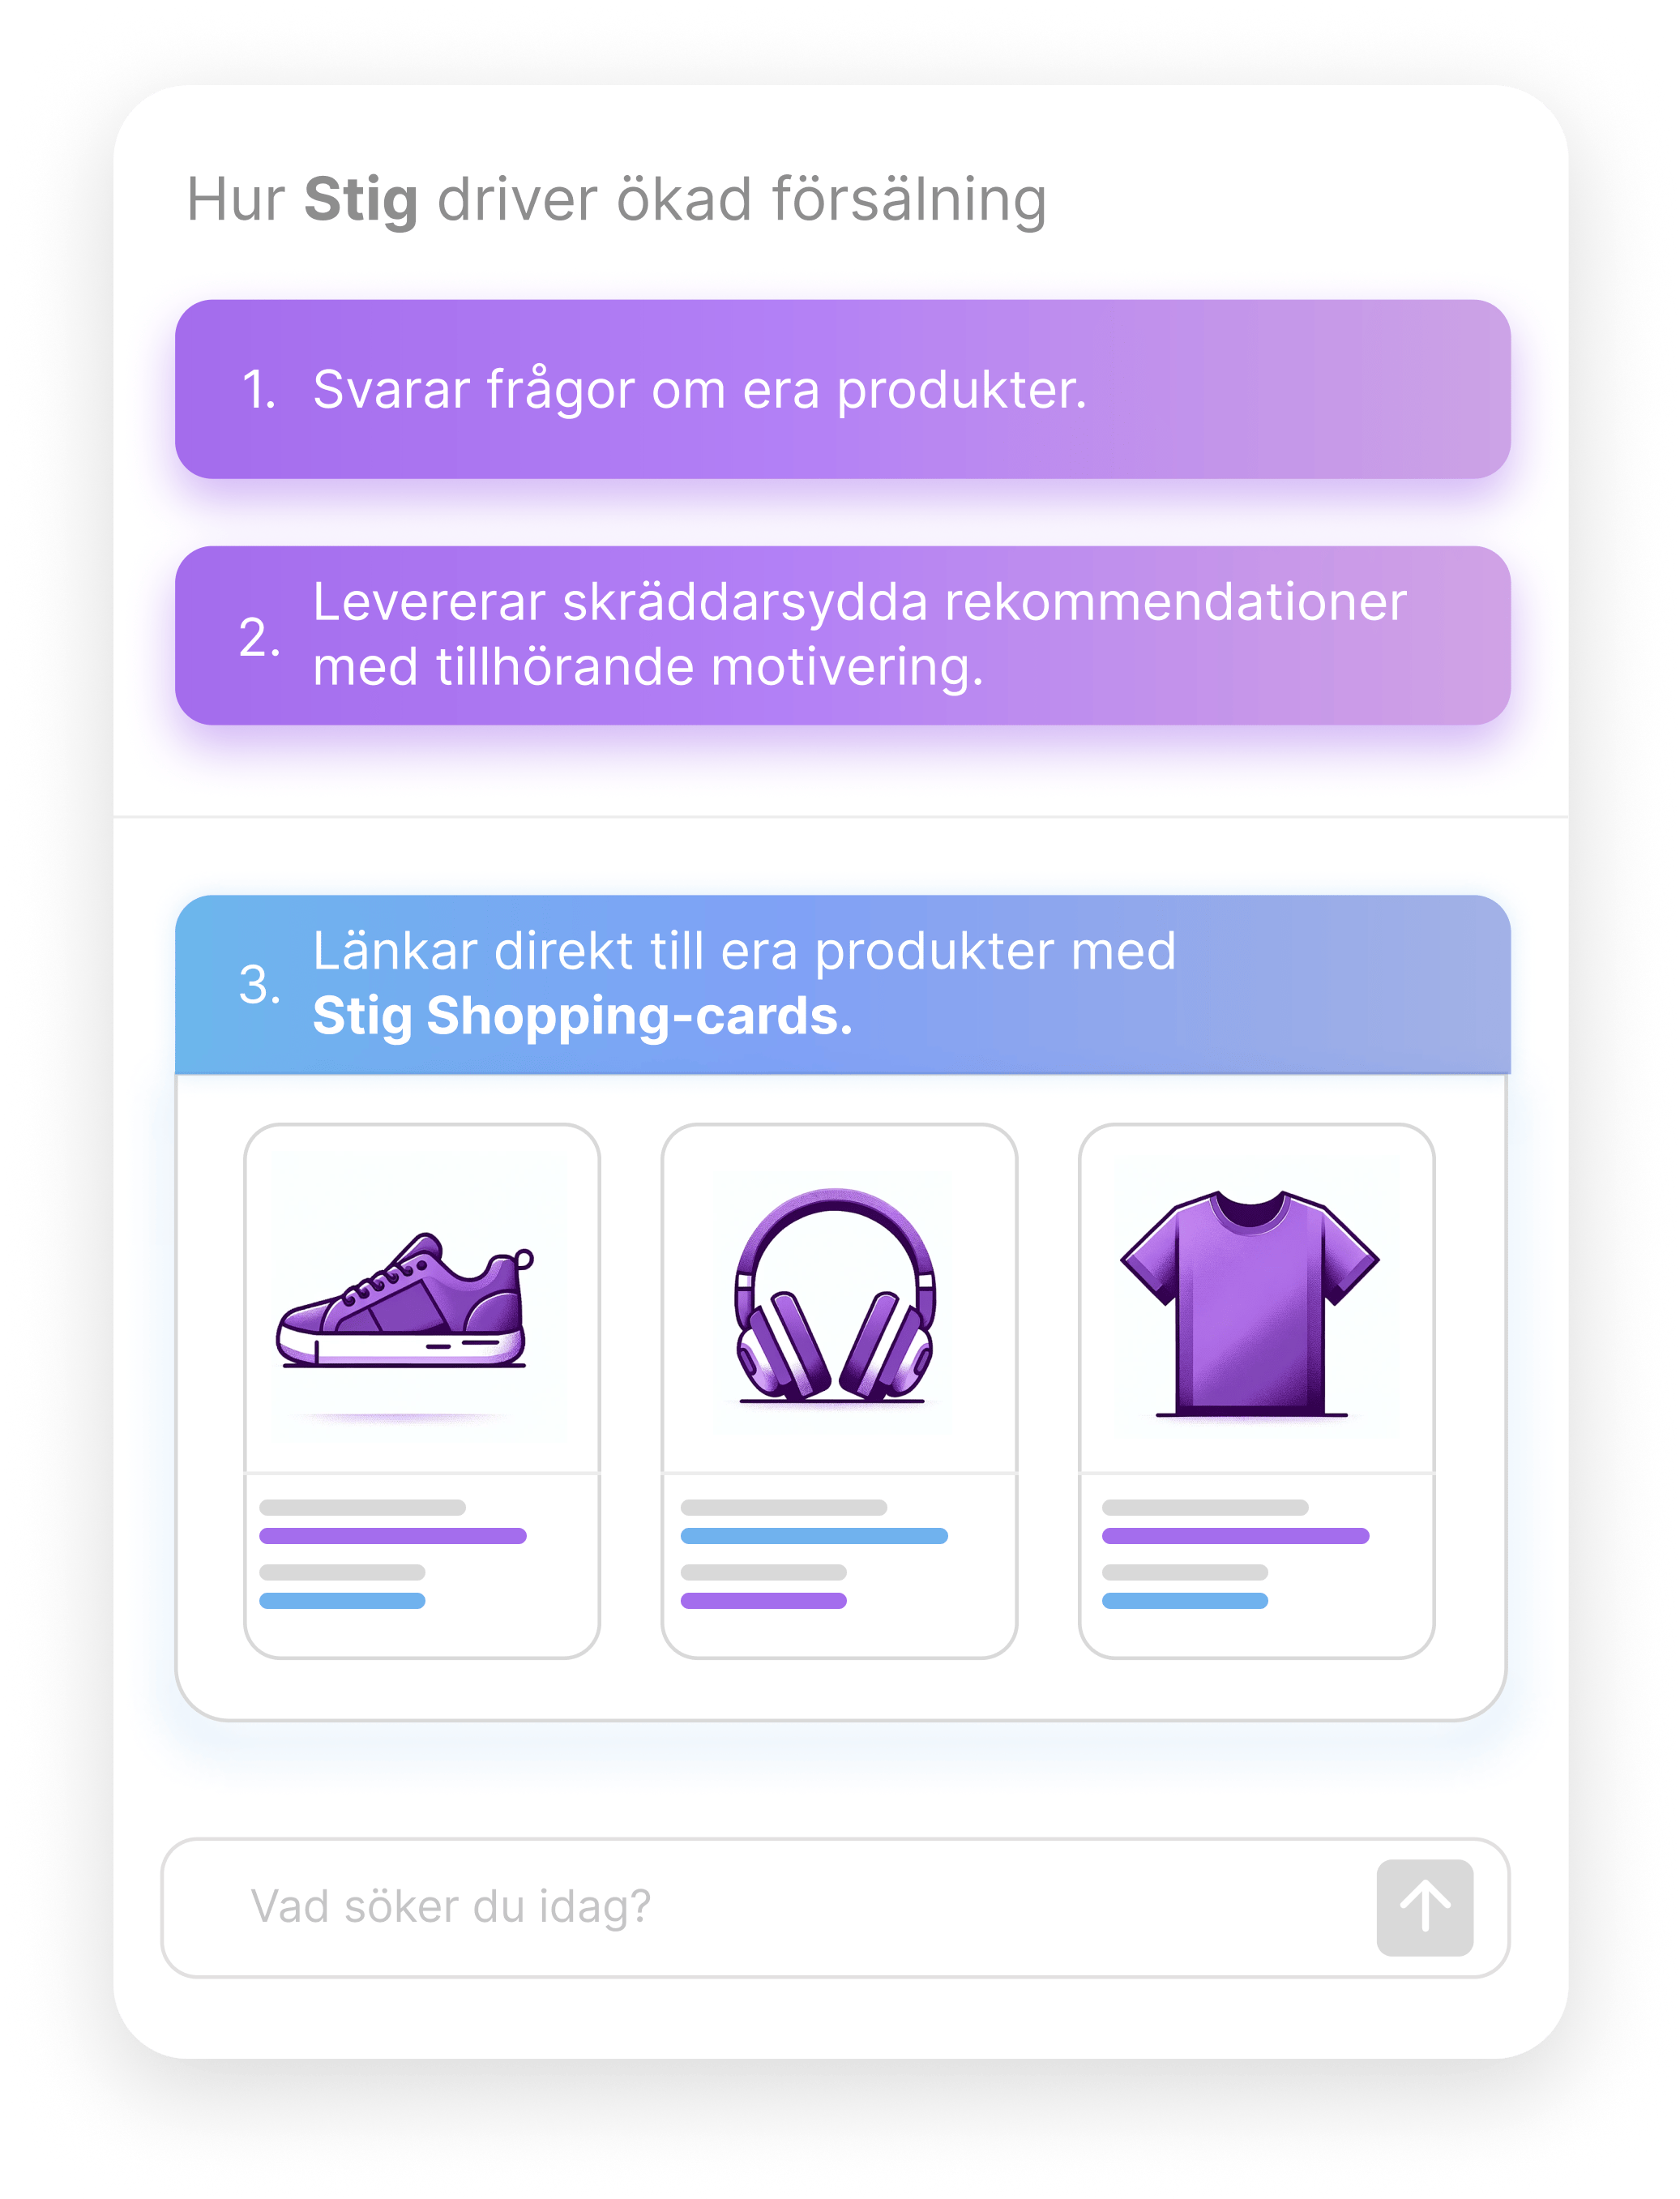 Hur Stig driver ökad försälning
1. Svarar frågor om era produkter.
2. Levererar skräddarsydda rekommendationer
med tillhörande motivering.
3. Länkar direkt till era produkter med
Stig Shopping-cards.
Vad söker du idag?